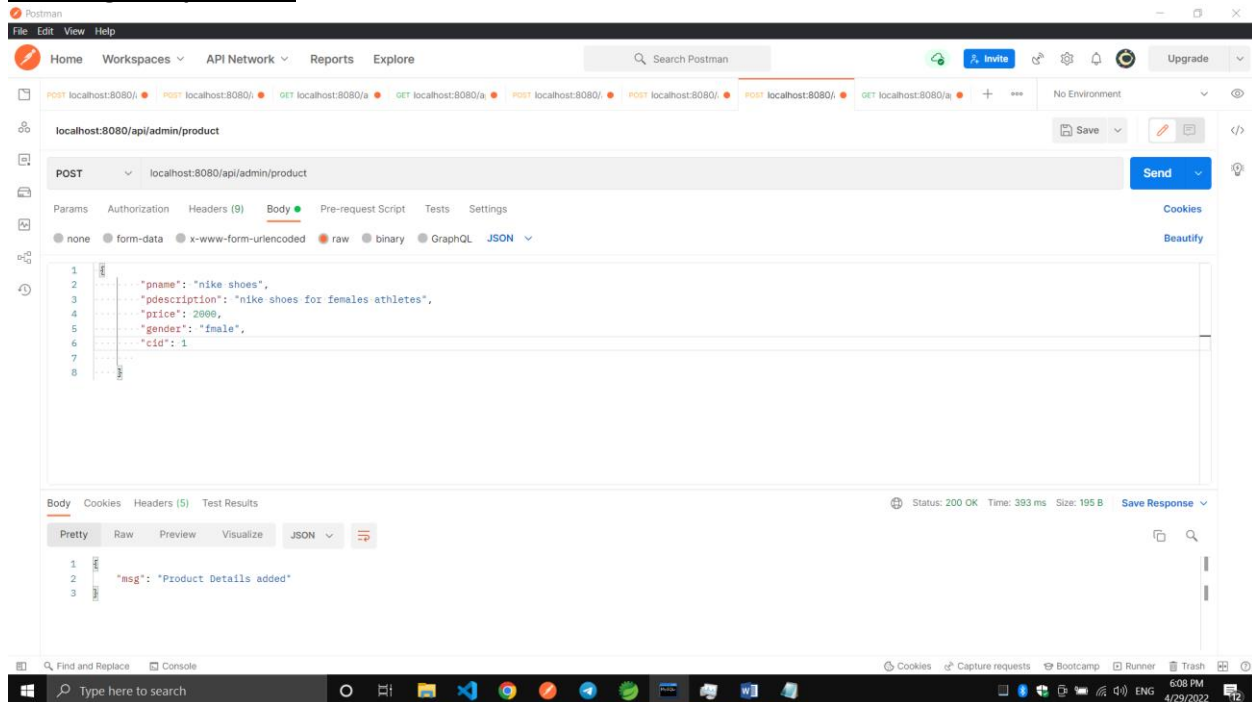 Postman
File Edit View Help
Home Workspaces API Network Reports Explore Search Postman Invite Upgrade
POST localhost:8080/ POST localhost:8080/ GET localhost:8080/a GET localhost:8080/a POST localhost:8080/ POST localhost:8080/ POST localhost:8080/ GET localhost:8080/a + No Environment
localhost:8080/api/admin/product Save
POST localhost:8080/api/admin/product Send
Params Authorization Headers (9) Body Pre-request Script Tests Settings Cookies
none form-data x-www-form-urlencoded raw binary GraphQL JSON Beautify
1 {
2 "pname": "nike shoes",
3 "pdescription": "nike shoes for females athletes",
4 "price": 2000,
5 "gender": "fmale",
6 "cid": 1
7
8 }
Body Cookies Headers (5) Test Results Status: 200 OK Time: 393 ms Size: 195 B Save Response
Pretty Raw Preview Visualize JSON
1 {
2 "msg": "Product Details added"
3 }
Find and Replace Console Cookies Capture requests Bootcamp Runner Trash
Type here to search ENG 6:08 PM
4/29/2022
12